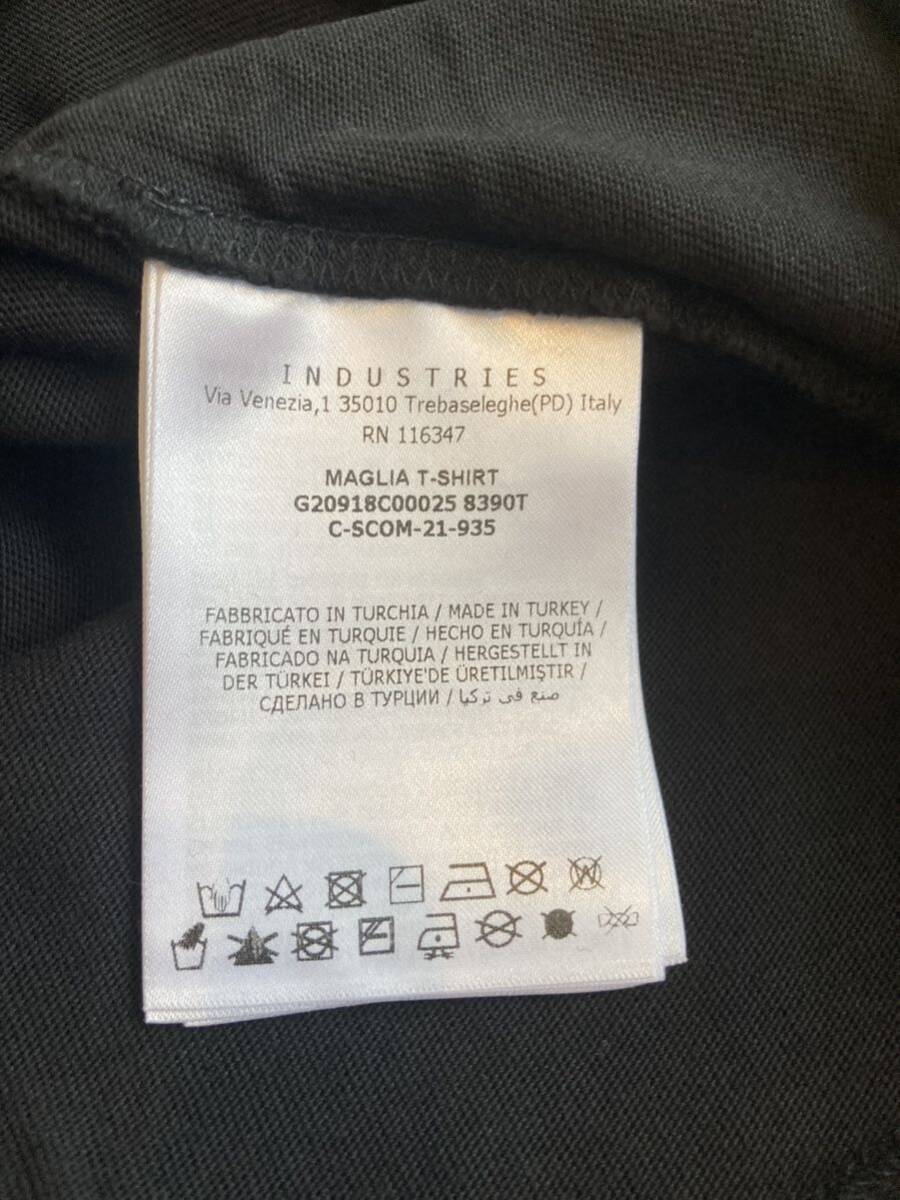 INDUSTRIES
Via Venezia,1 35010 Trebaseleghe(PD) Italy
RN 116347
MAGLIA T-SHIRT
G20918C00025 8390T
C-SCOM-21-935
FABBRICATO IN TURCHIA / MADE IN TURKEY /
FABRIQUÉ EN TURQUIE / HECHO EN TURQUÍA /
FABRICADO NA TURQUIA / HERGESTELLT IN
DER TÜRKEI / TÜRKIYE'DE ÜRETILMIŞTIR /
СДЕЛАНО В ТУРЦИИ / صنع في تركيا